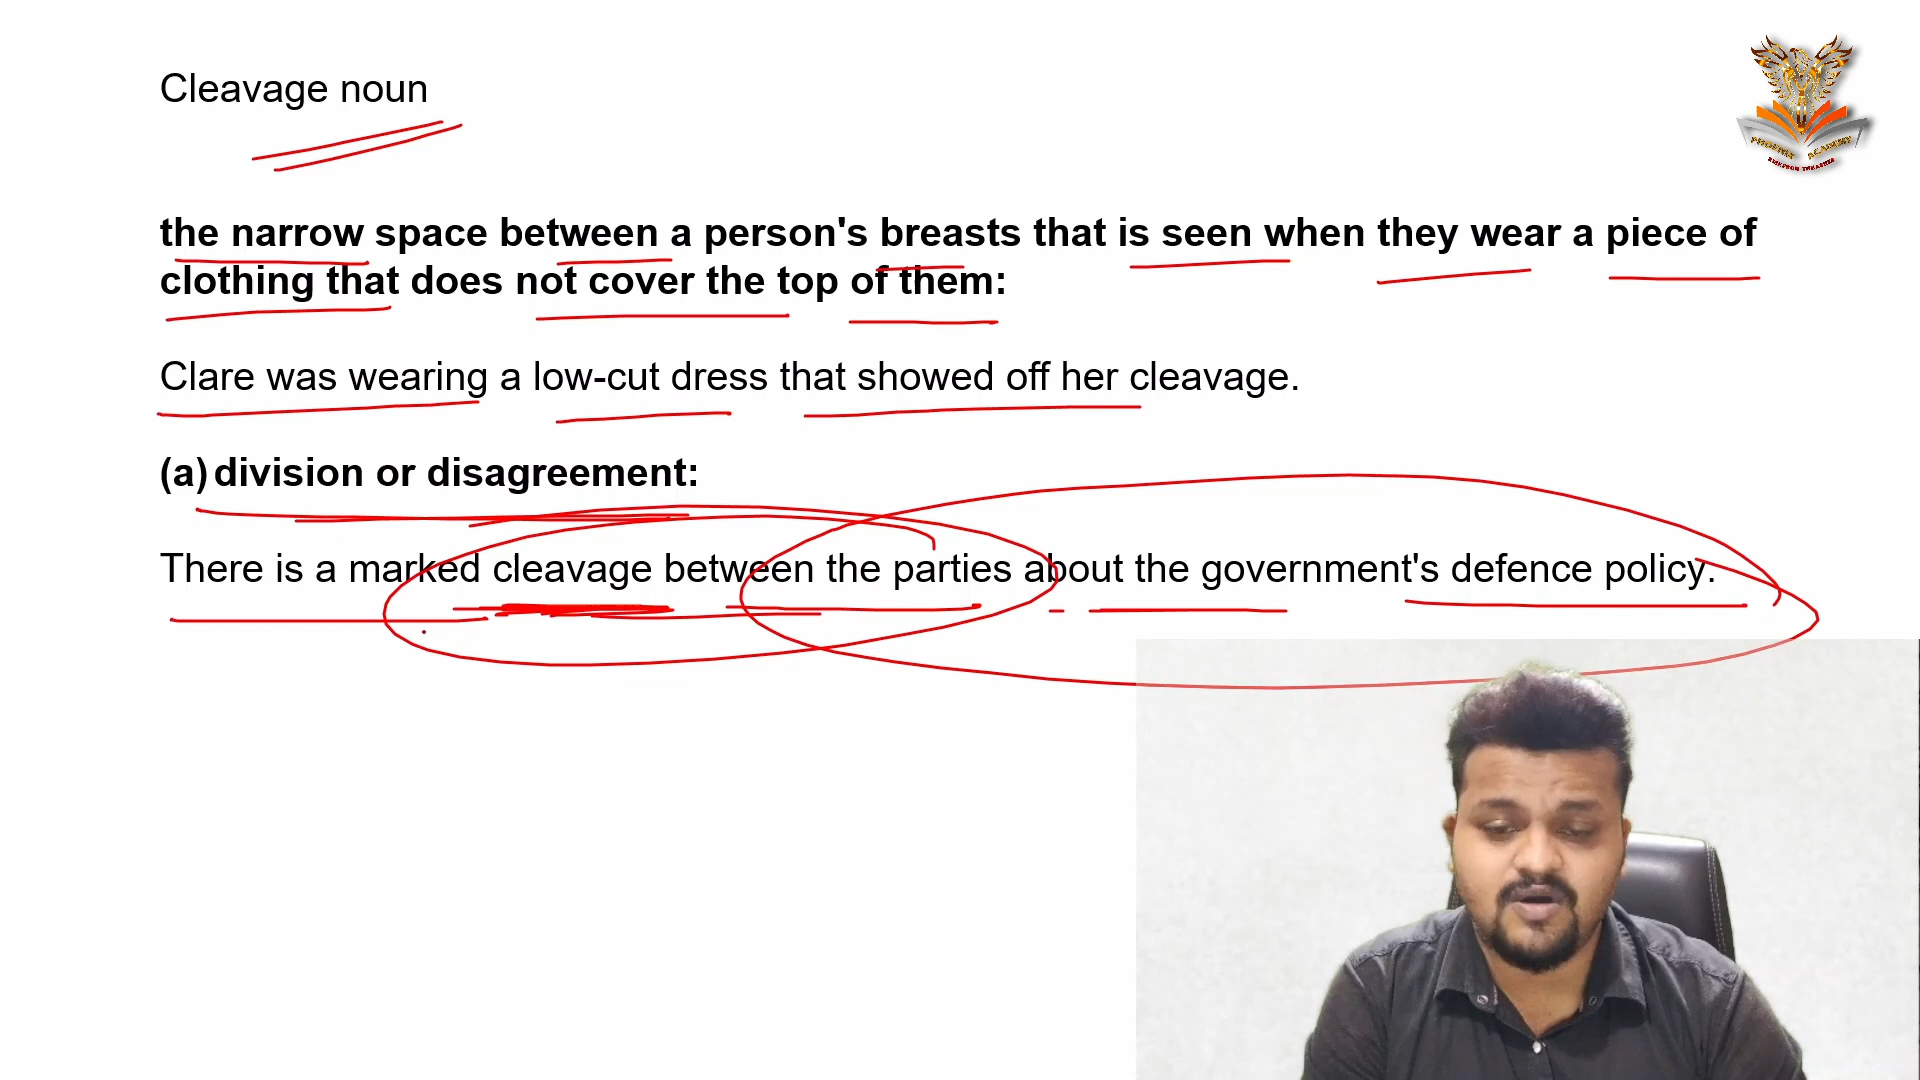 Cleavage noun
the narrow space between a person's breasts that is seen when they wear a piece of
clothing that does not cover the top of them:
Clare was wearing a low-cut dress that showed off her cleavage.
(a) division or disagreement:
There is a marked cleavage between the parties about the government's defence policy.
PHOENIX ACADEMY